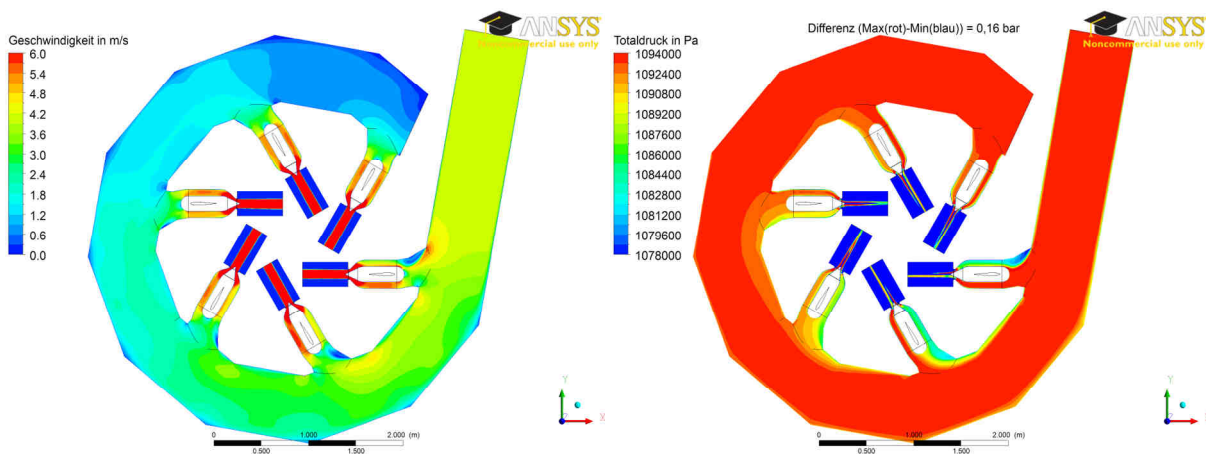 ANSYS
Noncommercial use only
Geschwindigkeit in m/s
6.0
5.4
4.8
4.2
3.6
3.0
2.4
1.8
1.2
0.6
0.0
0 1.000 2.000 (m)
0.500 1.500
Y
ANSYS
Noncommercial use only
Differenz (Max(rot)-Min(blau)) = 0,16 bar
Totaldruck in Pa
1094000
1092400
1090800
1089200
1087600
1086000
1084400
1082800
1081200
1079600
1078000
0 1.000 2.000 (m)
0.500 1.500
Y